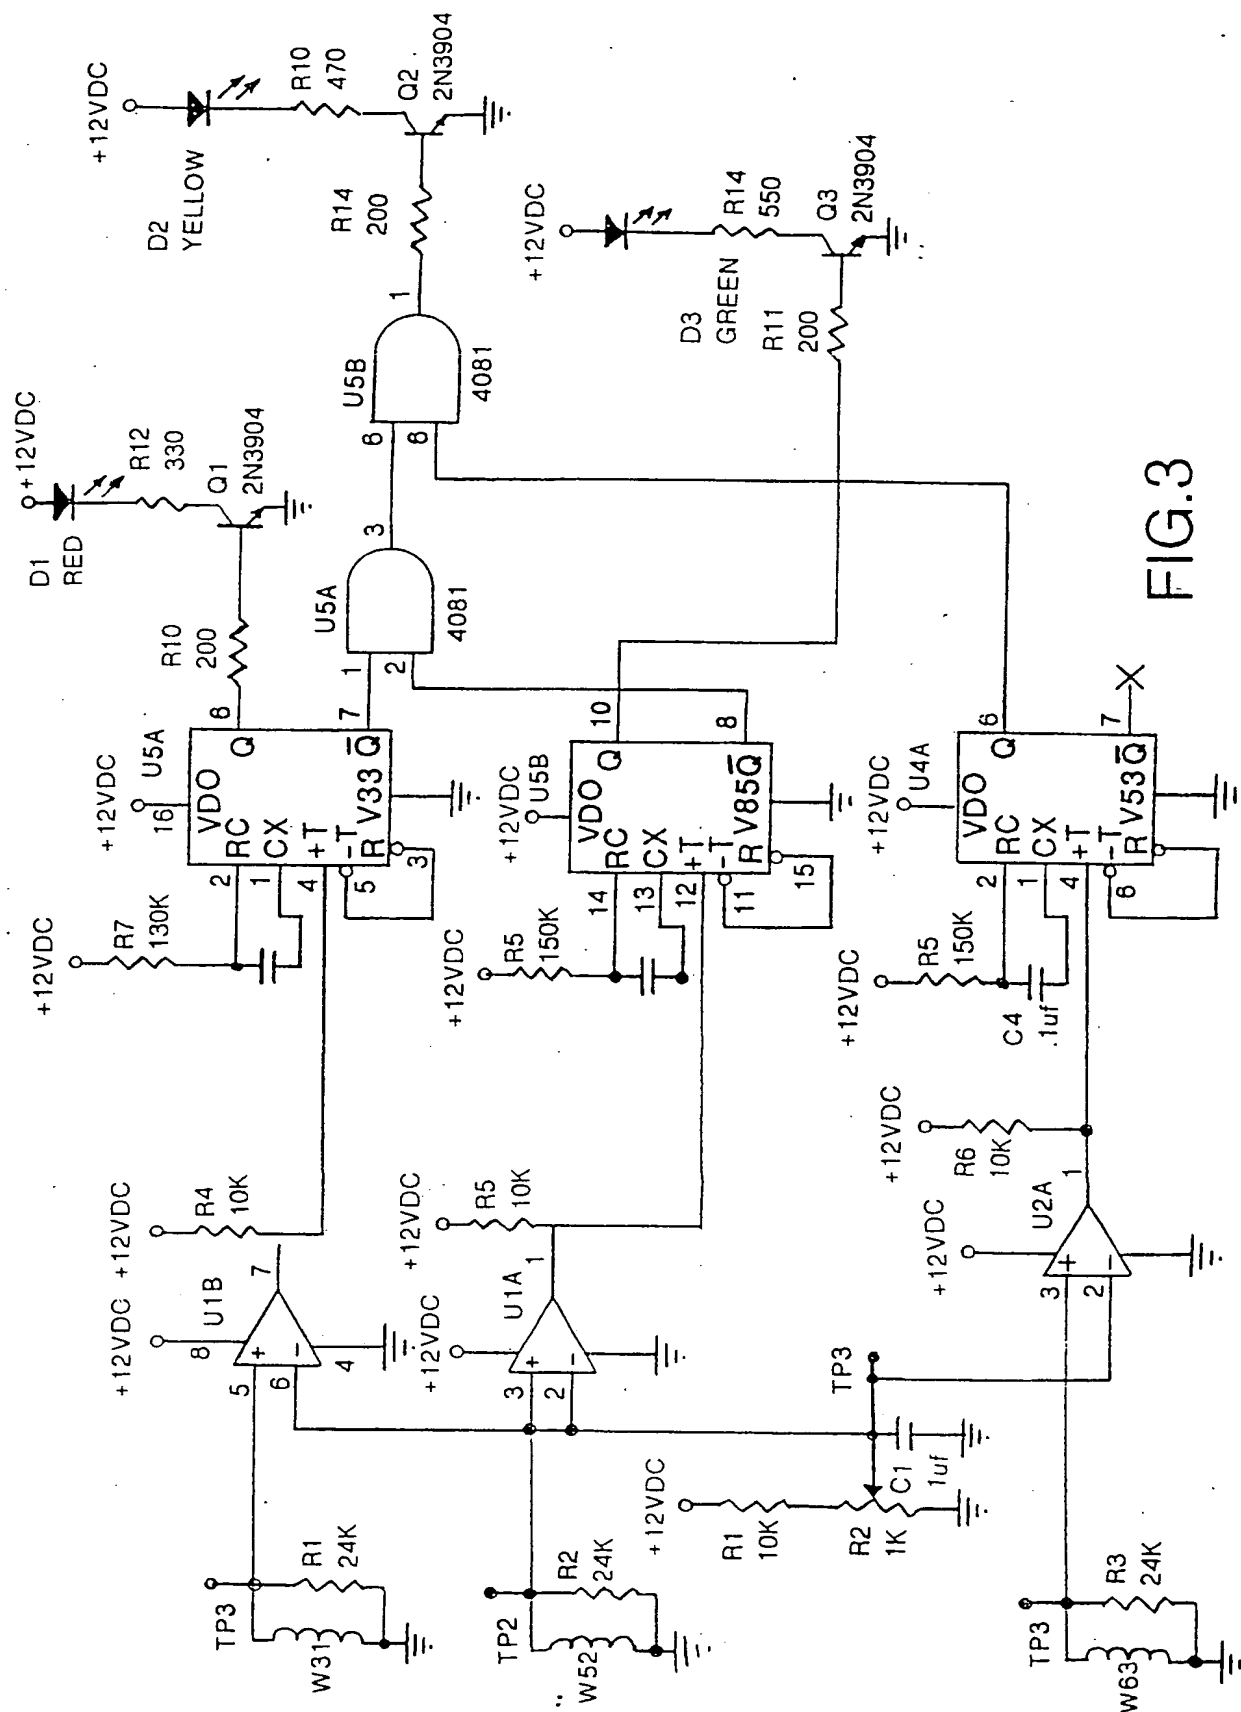 +12VDC
D2
YELLOW
R10
470
Q2
2N3904
R14
200
1
U5B
4081
6
8
+12VDC
D1
RED
R12
330
Q1
2N3904
R10
200
+12VDC
D3
GREEN
R14
550
Q3
2N3904
R11
200
3
U5A
4081
1
2
+12VDC
16
U5A
VDO
RC
CX
+T
-T
R
Q
V33
Q
6
7
2
1
4
5
3
+12VDC
R7
130K
+12VDC
U5B
VDO
RC
CX
+T
-T
R
Q
V85
Q
10
8
14
13
12
11
15
+12VDC
R5
150K
+12VDC
U4A
VDO
RC
CX
+T
-T
R
Q
V53
Q
6
7
X
2
1
4
6
+12VDC
R5
150K
C4
.1uf
+12VDC
R4
10K
+12VDC
8
U1B
7
5
+
6
-
4
+12VDC
R5
10K
+12VDC
U1A
1
3
+
2
-
+12VDC
R6
10K
+12VDC
U2A
1
3
+
2
-
TP3
W31
R1
24K
TP2
W52
R2
24K
+12VDC
R1
10K
R2
1K
C1
1uf
TP3
TP3
W63
R3
24K
FIG.3